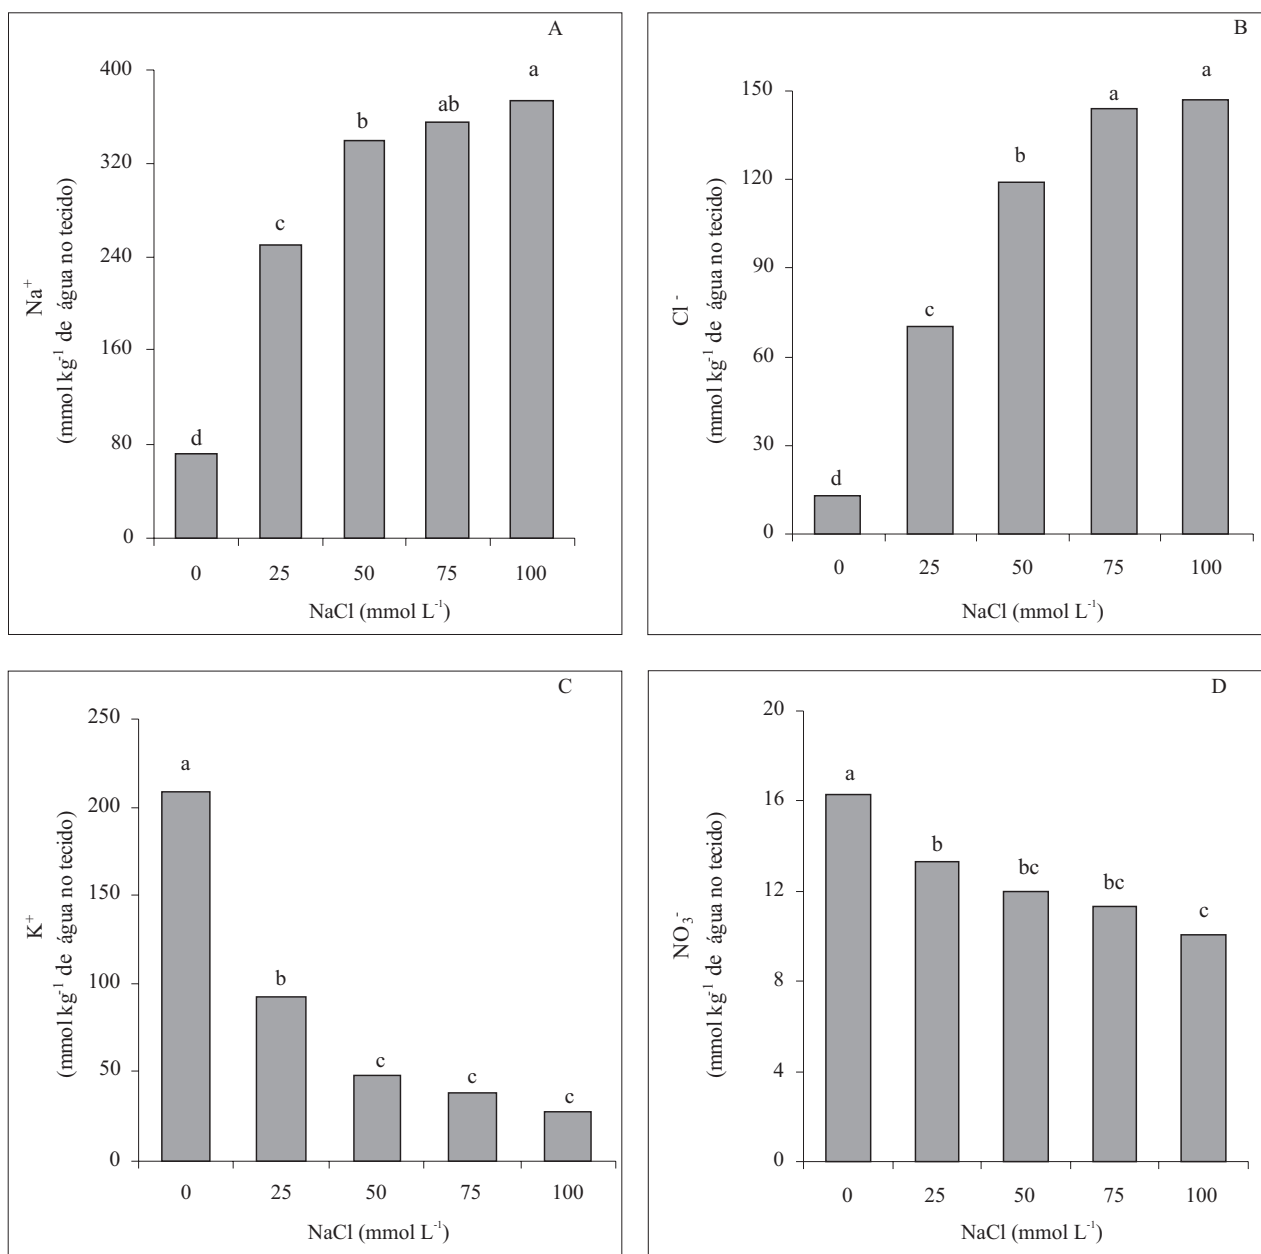 A
Na⁺
(mmol kg⁻¹ de água no tecido)
400
320
240
160
80
0
d
c
b
ab
a
0 25 50 75 100
NaCl (mmol L⁻¹)
B
Cl⁻
(mmol kg⁻¹ de água no tecido)
150
120
90
60
30
0
d
c
b
a
a
0 25 50 75 100
NaCl (mmol L⁻¹)
C
K⁺
(mmol kg⁻¹ de água no tecido)
250
200
150
100
50
0
a
b
c
c
c
0 25 50 75 100
NaCl (mmol L⁻¹)
D
NO₃⁻
(mmol kg⁻¹ de água no tecido)
20
16
12
8
4
0
a
b
bc
bc
c
0 25 50 75 100
NaCl (mmol L⁻¹)